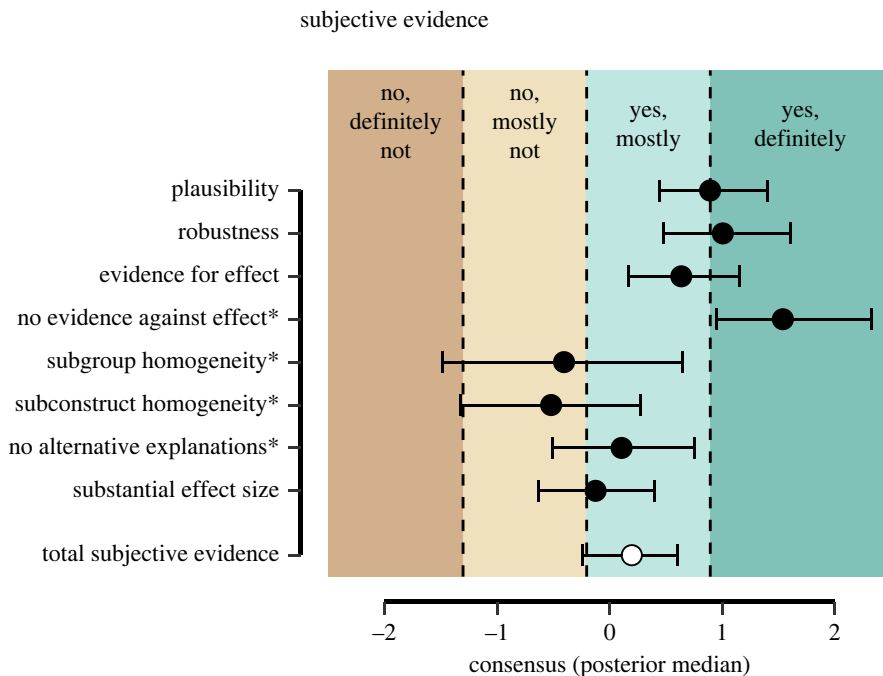 subjective evidence
no,
definitely
not
no,
mostly
not
yes,
mostly
yes,
definitely
plausibility
robustness
evidence for effect
no evidence against effect*
subgroup homogeneity*
subconstruct homogeneity*
no alternative explanations*
substantial effect size
total subjective evidence
–2 –1 0 1 2
consensus (posterior median)